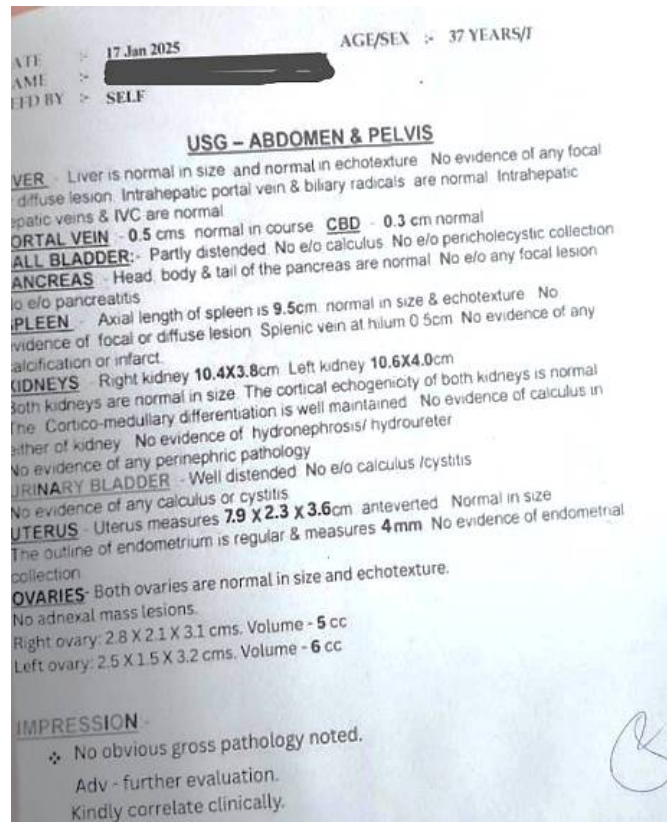 ATE :- 17 Jan 2025 AGE/SEX :- 37 YEARS/F
AME :-
EFD BY :- SELF
USG – ABDOMEN & PELVIS
VER - Liver is normal in size and normal in echotexture No evidence of any focal
diffuse lesion. Intrahepatic portal vein & biliary radicals are normal Intrahepatic
epatic veins & IVC are normal
ORTAL VEIN - 0.5 cms normal in course CBD - 0.3 cm normal
ALL BLADDER:- Partly distended No e/o calculus No e/o pericholecystic collection
ANCREAS - Head, body & tail of the pancreas are normal No e/o any focal lesion
o e/o pancreatitis
PLEEN - Axial length of spleen is 9.5cm normal in size & echotexture No
vidence of focal or diffuse lesion Splenic vein at hilum 0 5cm No evidence of any
alcification or infarct.
KIDNEYS - Right kidney 10.4X3.8cm Left kidney 10.6X4.0cm
Both kidneys are normal in size The cortical echogenicity of both kidneys is normal
The Cortico-medullary differentiation is well maintained No evidence of calculus in
either of kidney No evidence of hydronephrosis/ hydroureter
No evidence of any perinephric pathology
URINARY BLADDER - Well distended No e/o calculus /cystitis
No evidence of any calculus or cystitis
UTERUS - Uterus measures 7.9 X 2.3 X 3.6cm anteverted Normal in size
The outline of endometrium is regular & measures 4mm No evidence of endometrial
collection
OVARIES- Both ovaries are normal in size and echotexture.
No adnexal mass lesions.
Right ovary: 2.8 X 2.1 X 3.1 cms. Volume - 5 cc
Left ovary: 2.5 X 1.5 X 3.2 cms. Volume - 6 cc
IMPRESSION:-
❖ No obvious gross pathology noted.
Adv - further evaluation.
Kindly correlate clinically.